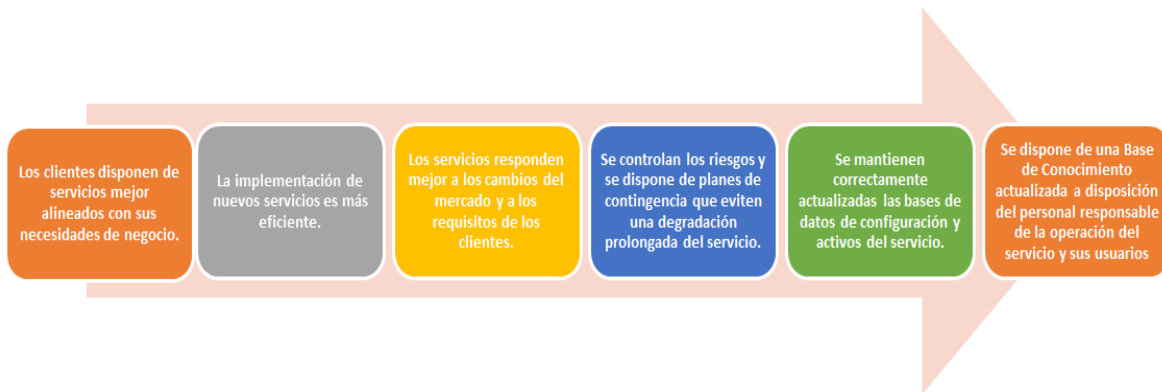 Los clientes disponen de
servicios mejor
alineados con sus
necesidades de negocio.
La implementación de
nuevos servicios es más
eficiente.
Los servicios responden
mejor a los cambios del
mercado y a los
requisitos de los
clientes.
Se controlan los riesgos y
se dispone de planes de
contingencia que eviten
una degradación
prolongada del servicio.
Se mantienen
correctamente
actualizadas las bases de
datos de configuración y
activos del servicio.
Se dispone de una Base
de Conocimiento
actualizada a disposición
del personal responsable
de la operación del
servicio y sus usuarios